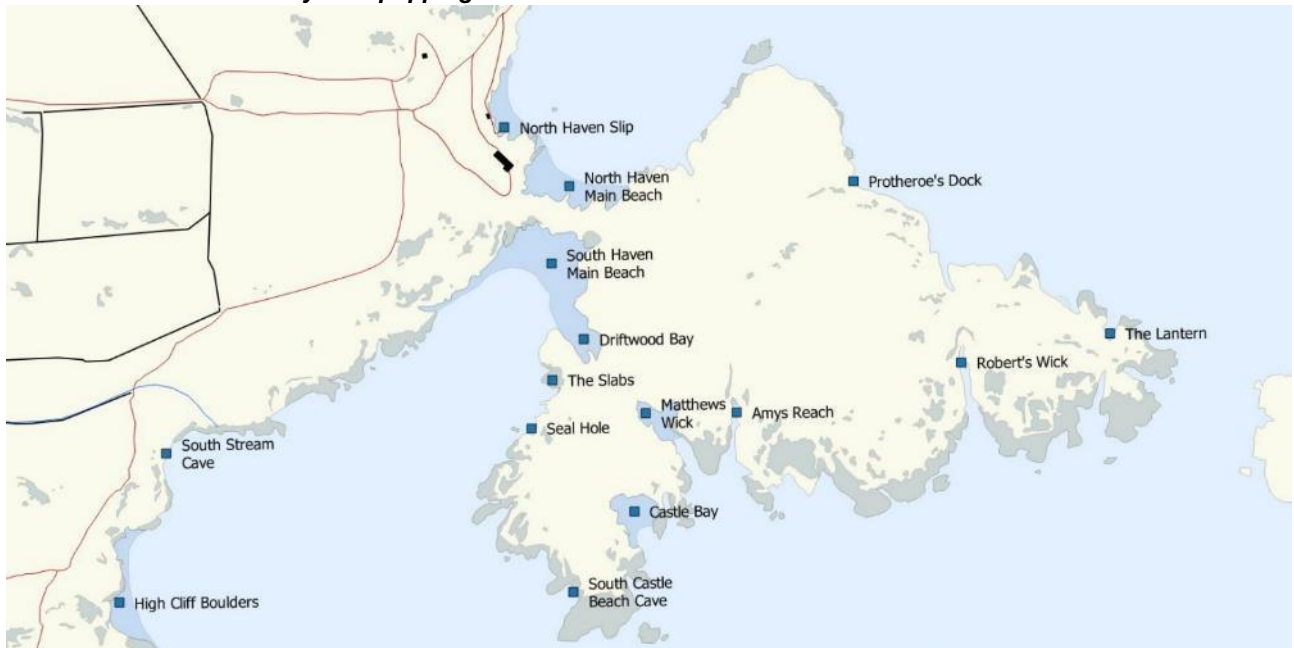 North Haven Slip
North Haven
Main Beach
Protheroe's Dock
South Haven
Main Beach
The Lantern
Driftwood Bay
Robert's Wick
The Slabs
Matthews
Wick
Amys Reach
Seal Hole
South Stream
Cave
Castle Bay
South Castle
Beach Cave
High Cliff Boulders